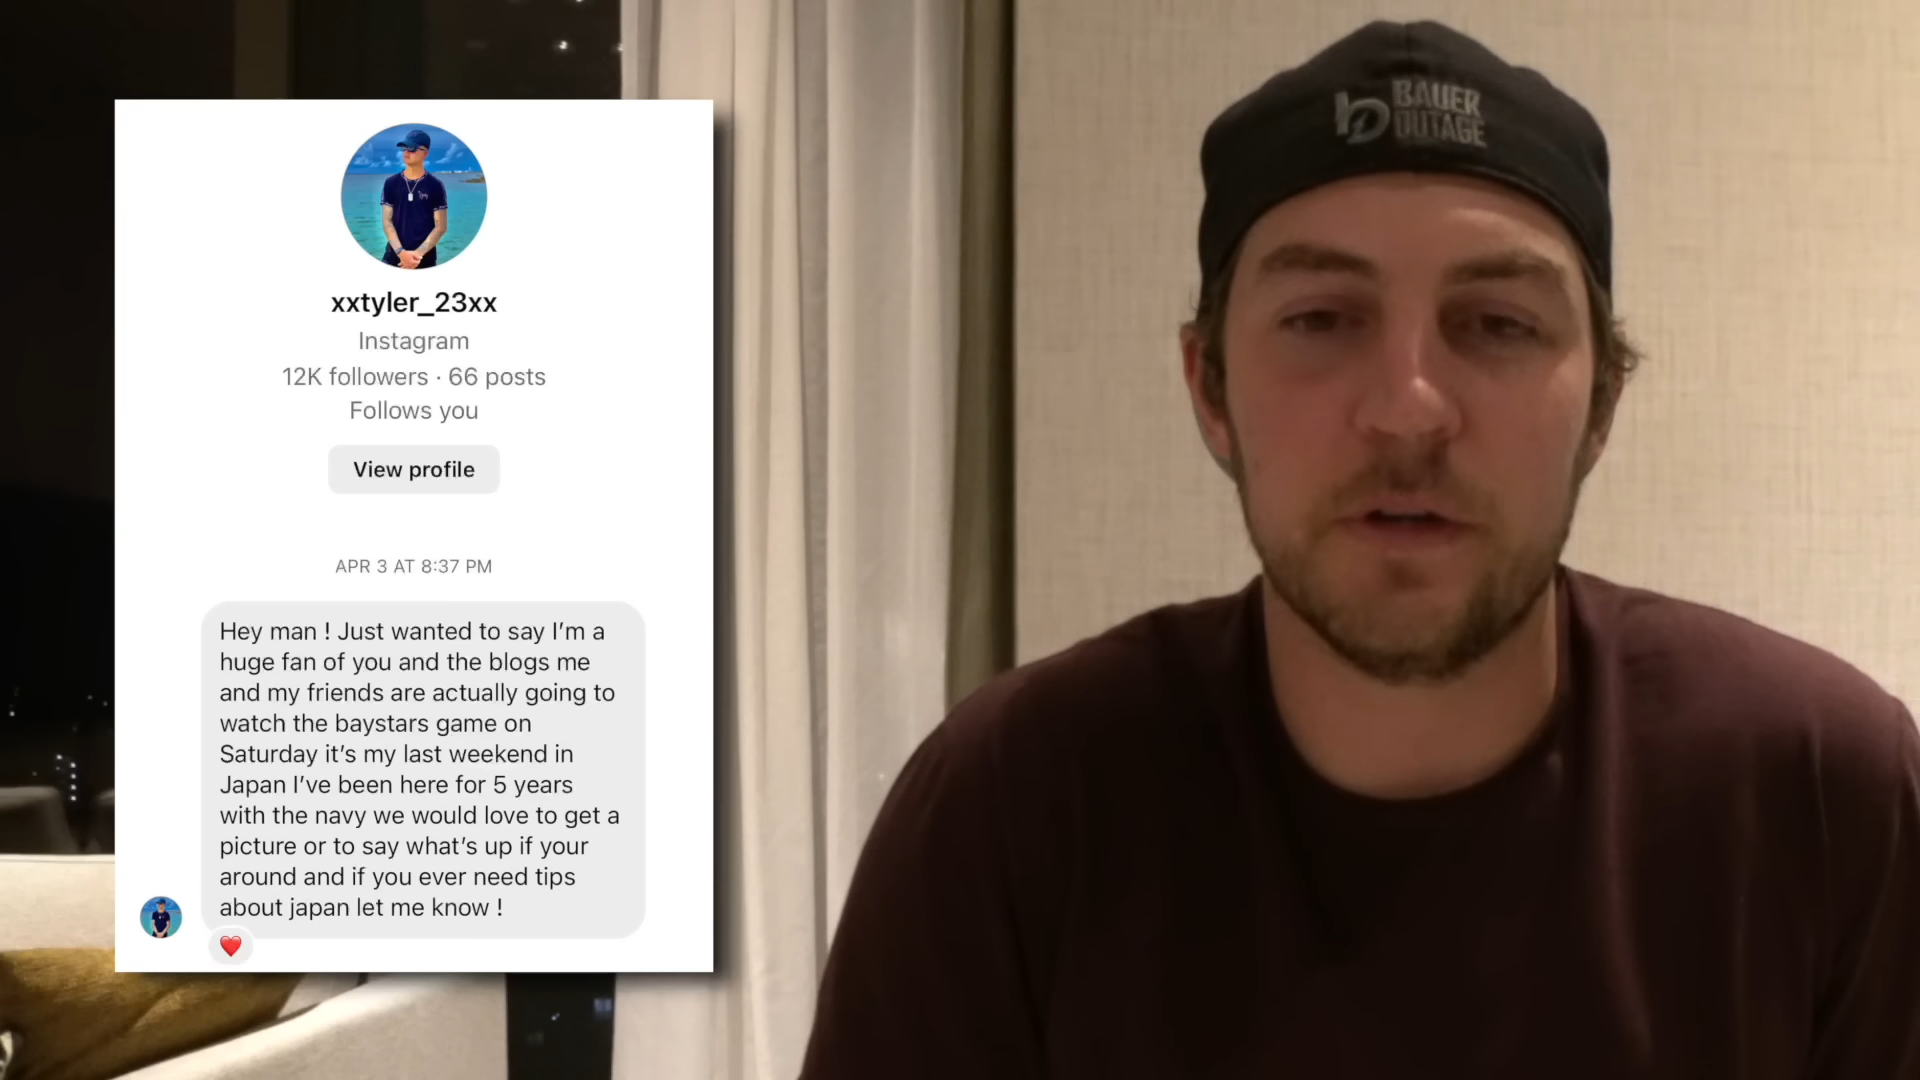 BAUER
OUTAGE
xxtyler_23xx
Instagram
12K followers · 66 posts
Follows you
View profile
APR 3 AT 8:37 PM
Hey man ! Just wanted to say I’m a
huge fan of you and the blogs me
and my friends are actually going to
watch the baystars game on
Saturday it’s my last weekend in
Japan I’ve been here for 5 years
with the navy we would love to get a
picture or to say what’s up if your
around and if you ever need tips
about japan let me know !